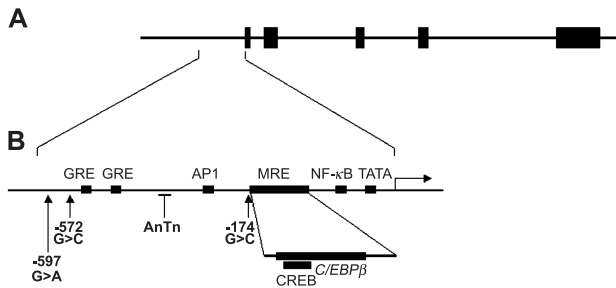 A
B
GRE GRE AP1 MRE NF-κB TATA
-572 G>C
AnTn
-174 G>C
-597 G>A
C/EBPβ
CREB